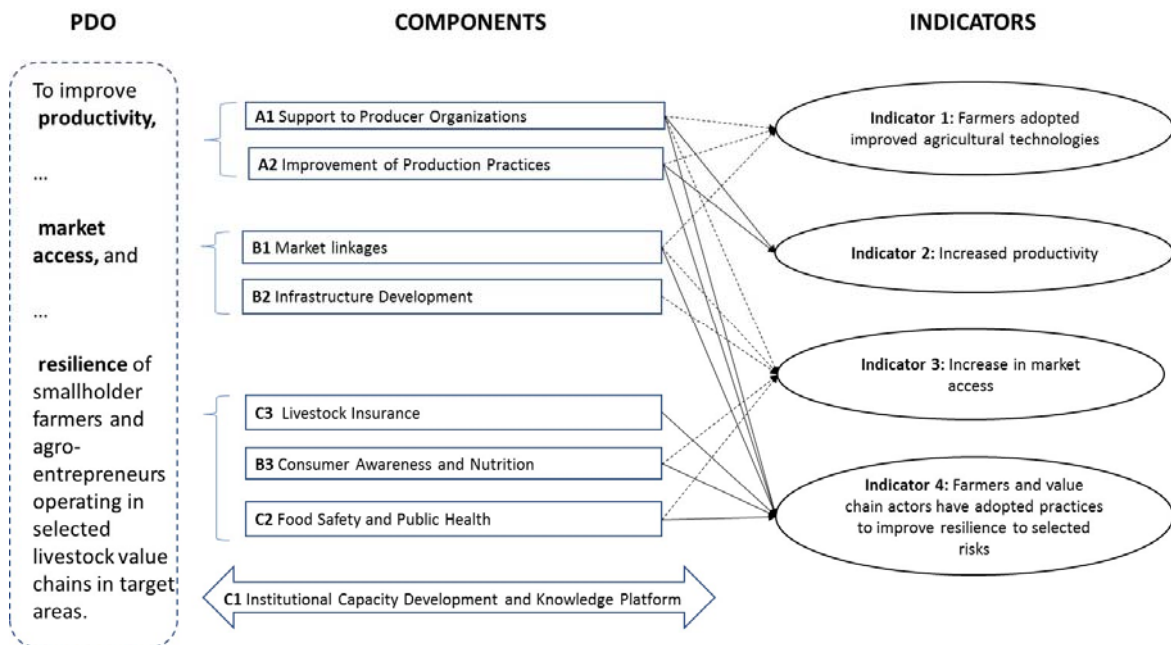 PDO
COMPONENTS
INDICATORS
To improve
productivity,
...
market
access, and
...
resilience of
smallholder
farmers and
agro-
entrepreneurs
operating in
selected
livestock value
chains in target
areas.
A1 Support to Producer Organizations
A2 Improvement of Production Practices
B1 Market linkages
B2 Infrastructure Development
C3 Livestock Insurance
B3 Consumer Awareness and Nutrition
C2 Food Safety and Public Health
C1 Institutional Capacity Development and Knowledge Platform
Indicator 1: Farmers adopted
improved agricultural technologies
Indicator 2: Increased productivity
Indicator 3: Increase in market
access
Indicator 4: Farmers and value
chain actors have adopted practices
to improve resilience to selected
risks